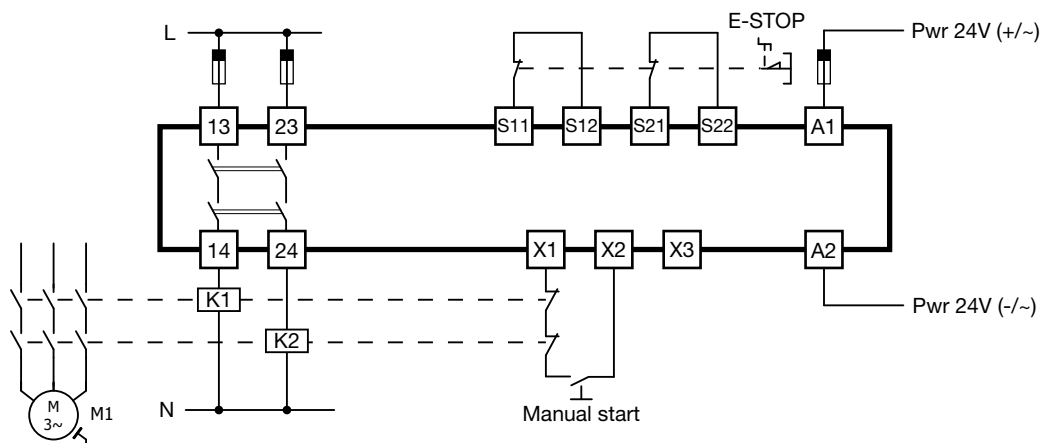 E-STOP
L
Pwr 24V (+/~)
13 23 S11 S12 S21 S22 A1
14 24 X1 X2 X3 A2
K1
Pwr 24V (-/~)
K2
M
3~
M1
N
Manual start